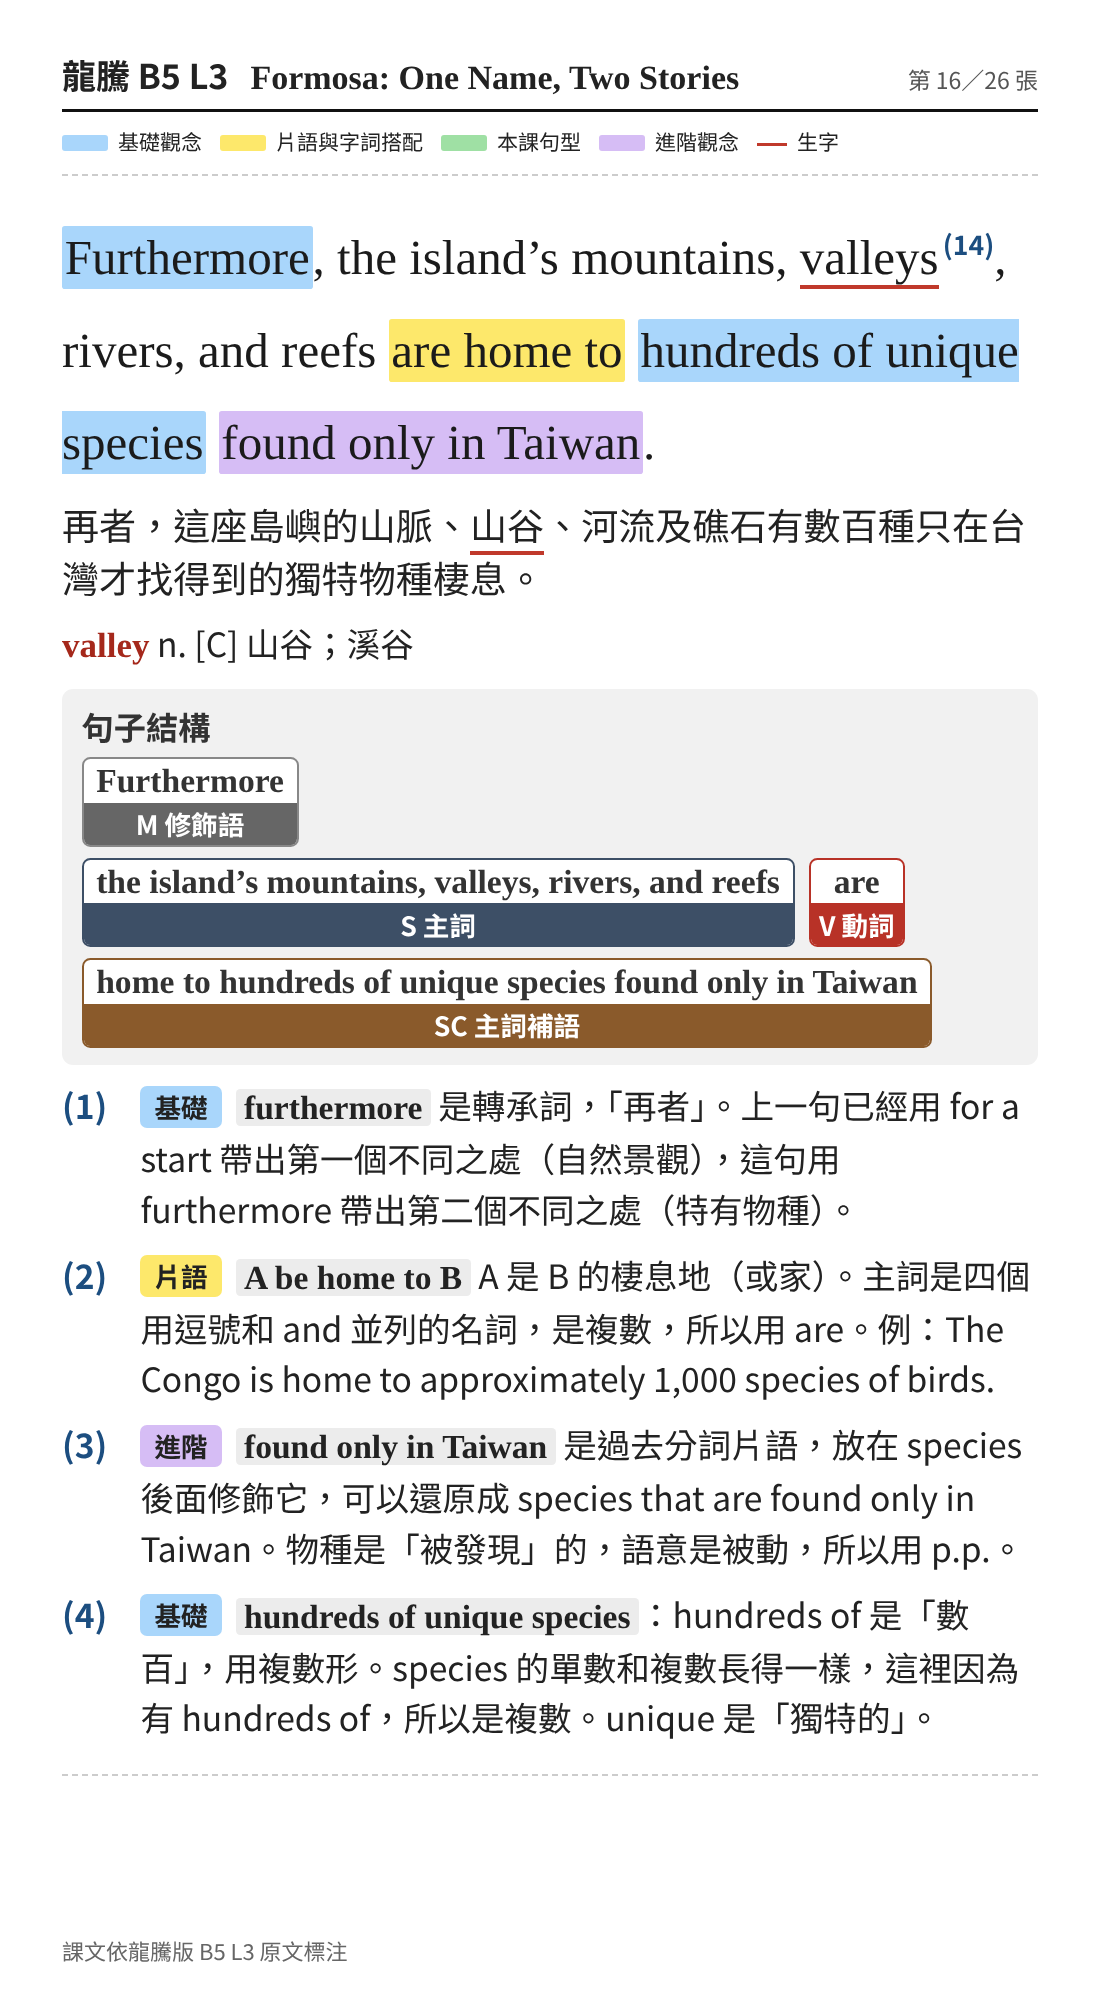 龍騰 B5 L3 Formosa: One Name, Two Stories 第 16／26 張
基礎觀念 片語與字詞搭配 本課句型 進階觀念 生字
Furthermore, the island’s mountains, valleys(14),
rivers, and reefs are home to hundreds of unique
species found only in Taiwan.
再者，這座島嶼的山脈、山谷、河流及礁石有數百種只在台
灣才找得到的獨特物種棲息。
valley n. [C] 山谷；溪谷
句子結構
Furthermore
M 修飾語
the island’s mountains, valleys, rivers, and reefs are
S 主詞 V 動詞
home to hundreds of unique species found only in Taiwan
SC 主詞補語
(1) 基礎 furthermore 是轉承詞，「再者」。上一句已經用 for a
start 帶出第一個不同之處（自然景觀），這句用
furthermore 帶出第二個不同之處（特有物種）。
(2) 片語 A be home to B A 是 B 的棲息地（或家）。主詞是四個
用逗號和 and 並列的名詞，是複數，所以用 are。例：The
Congo is home to approximately 1,000 species of birds.
(3) 進階 found only in Taiwan 是過去分詞片語，放在 species
後面修飾它，可以還原成 species that are found only in
Taiwan。物種是「被發現」的，語意是被動，所以用 p.p.。
(4) 基礎 hundreds of unique species：hundreds of 是「數
百」，用複數形。species 的單數和複數長得一樣，這裡因為
有 hundreds of，所以是複數。unique 是「獨特的」。
課文依龍騰版 B5 L3 原文標注